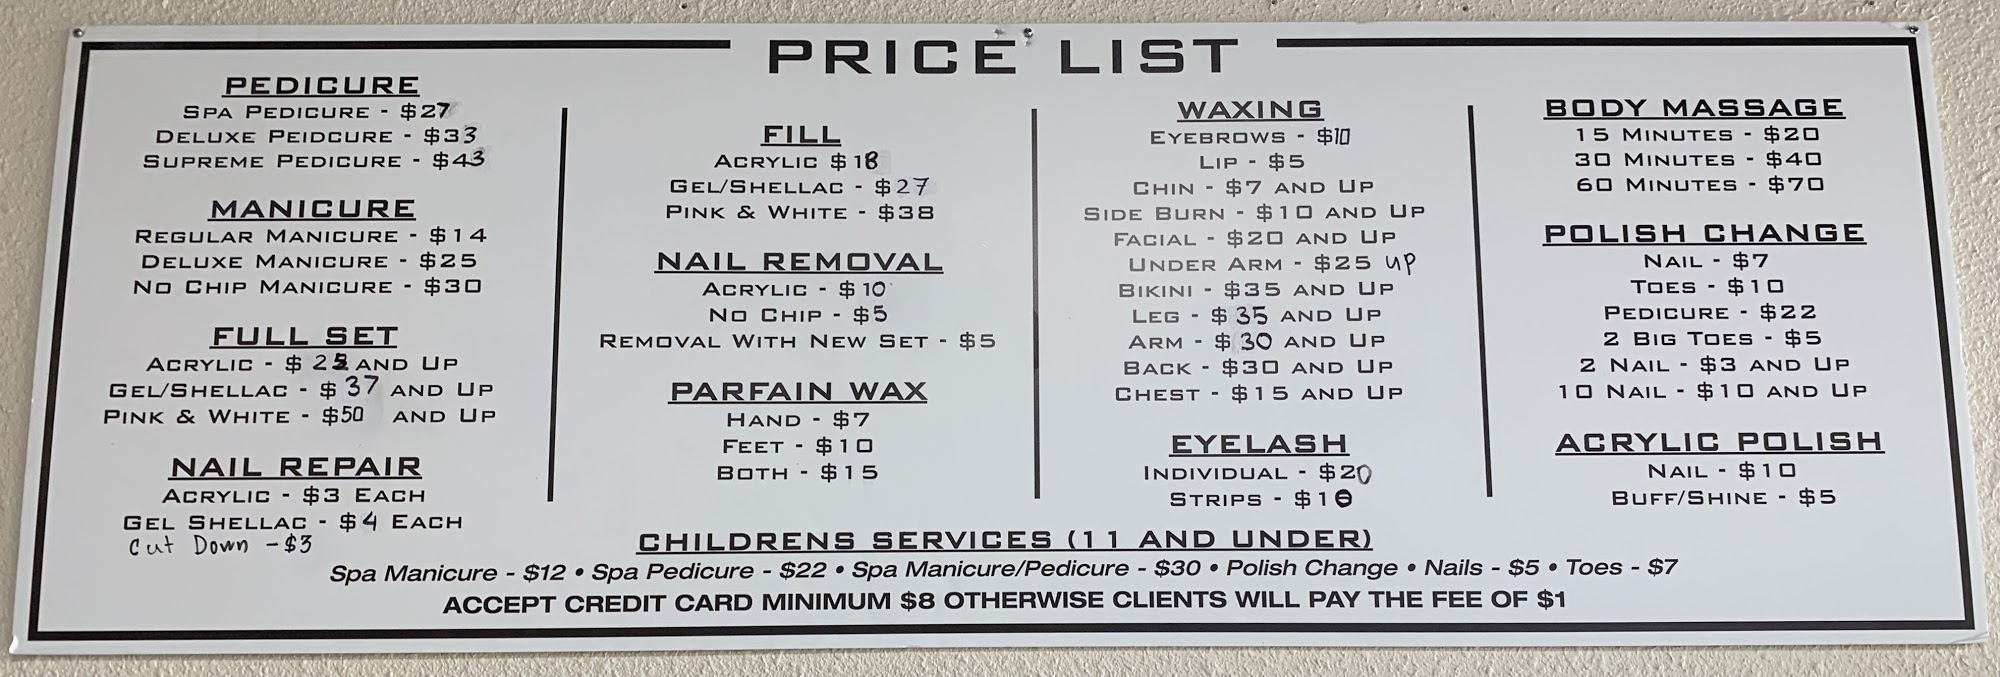 PRICE LIST
PEDICURE
SPA PEDICURE - $27
DELUXE PEIDCURE - $33
SUPREME PEDICURE - $43
MANICURE
REGULAR MANICURE - $14
DELUXE MANICURE - $25
NO CHIP MANICURE - $30
FULL SET
ACRYLIC - $ AND UP
GEL/SHELLAC - $37 AND UP
PINK & WHITE - $50 AND UP
NAIL REPAIR
ACRYLIC - $3 EACH
GEL SHELLAC - $4 EACH
Cut Down - $3
FILL
ACRYLIC $18
GEL/SHELLAC - $27
PINK & WHITE - $38
NAIL REMOVAL
ACRYLIC - $10
NO CHIP - $5
REMOVAL WITH NEW SET - $5
PARFAIN WAX
HAND - $7
FEET - $10
BOTH - $15
WAXING
EYEBROWS - $10
LIP - $5
CHIN - $7 AND UP
SIDE BURN - $10 AND UP
FACIAL - $20 AND UP
UNDER ARM - $25 UP
BIKINI - $35 AND UP
LEG - $35 AND UP
ARM - $30 AND UP
BACK - $30 AND UP
CHEST - $15 AND UP
EYELASH
INDIVIDUAL - $20
STRIPS - $10
BODY MASSAGE
15 MINUTES - $20
30 MINUTES - $40
60 MINUTES - $70
POLISH CHANGE
NAIL - $7
TOES - $10
PEDICURE - $22
2 BIG TOES - $5
2 NAIL - $3 AND UP
10 NAIL - $10 AND UP
ACRYLIC POLISH
NAIL - $10
BUFF/SHINE - $5
CHILDRENS SERVICES (11 AND UNDER)
Spa Manicure - $12 • Spa Pedicure - $22 • Spa Manicure/Pedicure - $30 • Polish Change • Nails - $5 • Toes - $7
ACCEPT CREDIT CARD MINIMUM $8 OTHERWISE CLIENTS WILL PAY THE FEE OF $1